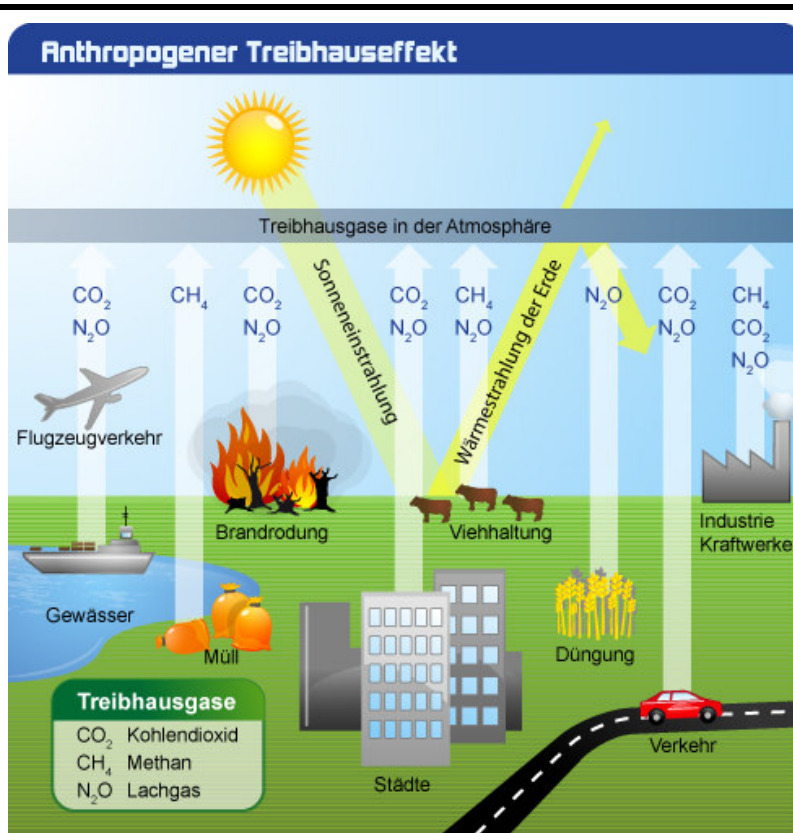 Anthropogener Treibhauseffekt
Treibhausgase in der Atmosphäre
Sonneneinstrahlung
Wärmestrahlung der Erde
CO₂
N₂O
CH₄
CO₂
N₂O
CO₂
N₂O
CH₄
N₂O
N₂O
CO₂
N₂O
CH₄
CO₂
N₂O
Flugzeugverkehr
Brandrodung
Viehhaltung
Industrie
Kraftwerke
Gewässer
Müll
Düngung
Städte
Verkehr
Treibhausgase
CO₂ Kohlendioxid
CH₄ Methan
N₂O Lachgas